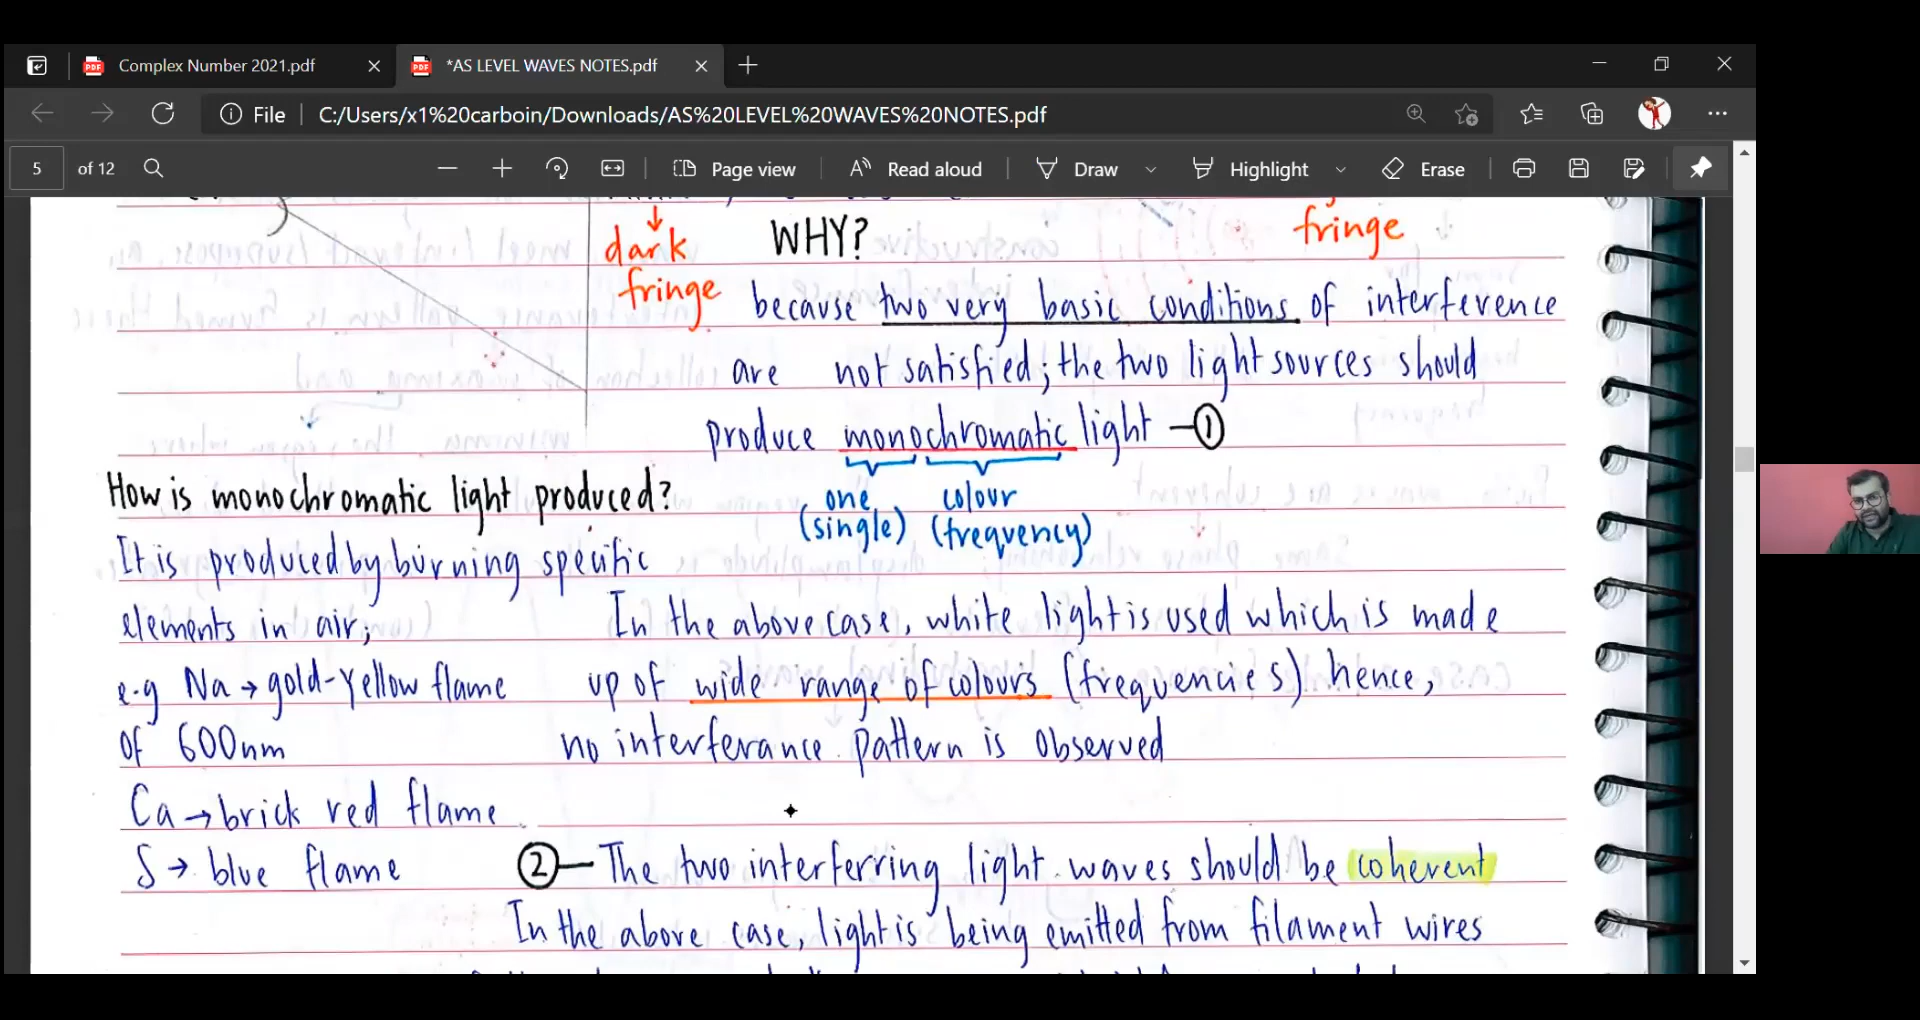 Complex Number 2021.pdf
*AS LEVEL WAVES NOTES.pdf
File C:/Users/x1%20carboin/Downloads/AS%20LEVEL%20WAVES%20NOTES.pdf
5 of 12 Page view Read aloud Draw Highlight Erase
dark WHY? fringe
fringe because two very basic conditions of interference
are not satisfied; the two light sources should
produce monochromatic light — ①
How is monochromatic light produced?
one colour
(single) (frequency)
It is produced by burning specific
elements in air;
In the above case, white light is used which is made
e.g Na → gold-yellow flame
up of wide range of colours (frequencies) hence,
of 600nm
no interferance pattern is observed
Ca → brick red flame
S → blue flame
② — The two interferring light waves should be coherent
In the above case, light is being emitted from filament wires